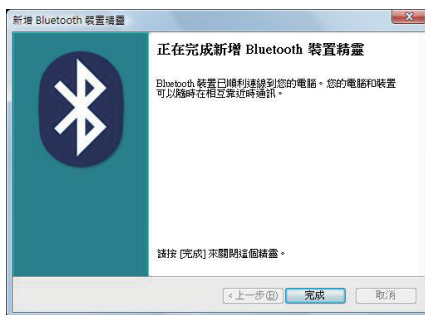 新增 Bluetooth 裝置精靈
正在完成新增 Bluetooth 裝置精靈
Bluetooth 裝置已順利連線到您的電腦。您的電腦和裝置
可以隨時在相互靠近時通訊。
請按 [完成] 來關閉這個精靈。
<上一步(B) 完成 取消